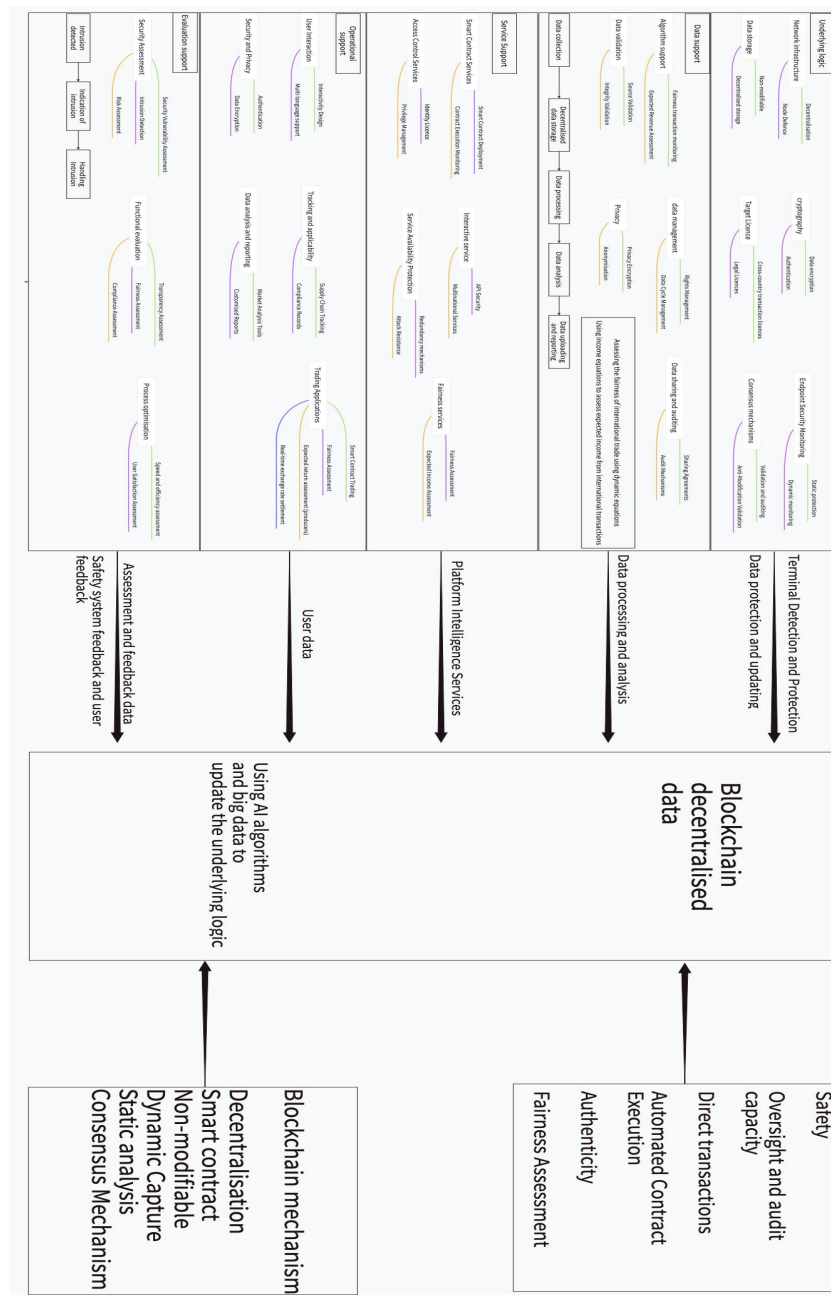 Underlying logic
Network infrastructure
Decentralisation
Node Defence
cryptography
Data encryption
Authentication
Endpoint Security Monitoring
Static protection
Dynamic monitoring
Data storage
Non-modifiable
Decentralised storage
Target Licence
Cross-country transaction licences
Legal Licences
Consensus mechanisms
Validation and auditing
Anti-Modification Validation
Data support
Algorithm support
Fairness transaction monitoring
Expected Revenue Assessment
data management
Rights Management
Data Cycle Management
Data sharing and auditing
Sharing Agreements
Audit Mechanisms
Data validation
Source Validation
Integrity Validation
Privacy
Privacy Encryption
Anonymisation
Assessing the fairness of international trade using dynamic equations
Using income equations to assess expected income from international transactions
Data collection
Decentralised
data storage
Data processing
Data analysis
Data uploading
and reporting
Service Support
Smart Contract Services
Smart Contract Deployment
Contract Execution Monitoring
Interactive service
API Security
Multinational Services
Fairness services
Fairness Assessment
Expected Income Assessment
Access Control Services
Identity Licence
Privilege Management
Service Availability Protection
Redundancy mechanisms
Attack Resistance
Operational
support
User Interaction
Interactivity Design
Multi-language support
Tracking and applicability
Supply Chain Tracking
Compliance Records
Trading Applications
Smart Contract Trading
Fairness Assessment
Expected return assessment (producers)
Real-time exchange rate settlement
Security and Privacy
Authentication
Data Encryption
Data analysis and reporting
Market Analysis Tools
Customised Reports
Evaluation support
Security Assessment
Security Vulnerability Assessment
Intrusion Detection
Risk Assessment
Functional evaluation
Transparency Assessment
Fairness Assessment
Compliance Assessment
Process optimisation
Speed and efficiency assessment
User Satisfaction Assessment
Intrusion
detected
Indication of
intrusion
Handling
Intrusion
Terminal Detection and Protection
Data protection and updating
Data processing and analysis
Platform Intelligence Services
User data
Assessment and feedback data
Safety system feedback and user
feedback
Blockchain
decentralised
data
Using AI algorithms
and big data to
update the underlying logic
Safety
Oversight and audit
capacity
Direct transactions
Automated Contract
Execution
Authenticity
Fairness Assessment
Blockchain mechanism
Decentralisation
Smart contract
Non-modifiable
Dynamic Capture
Static analysis
Consensus Mechanism